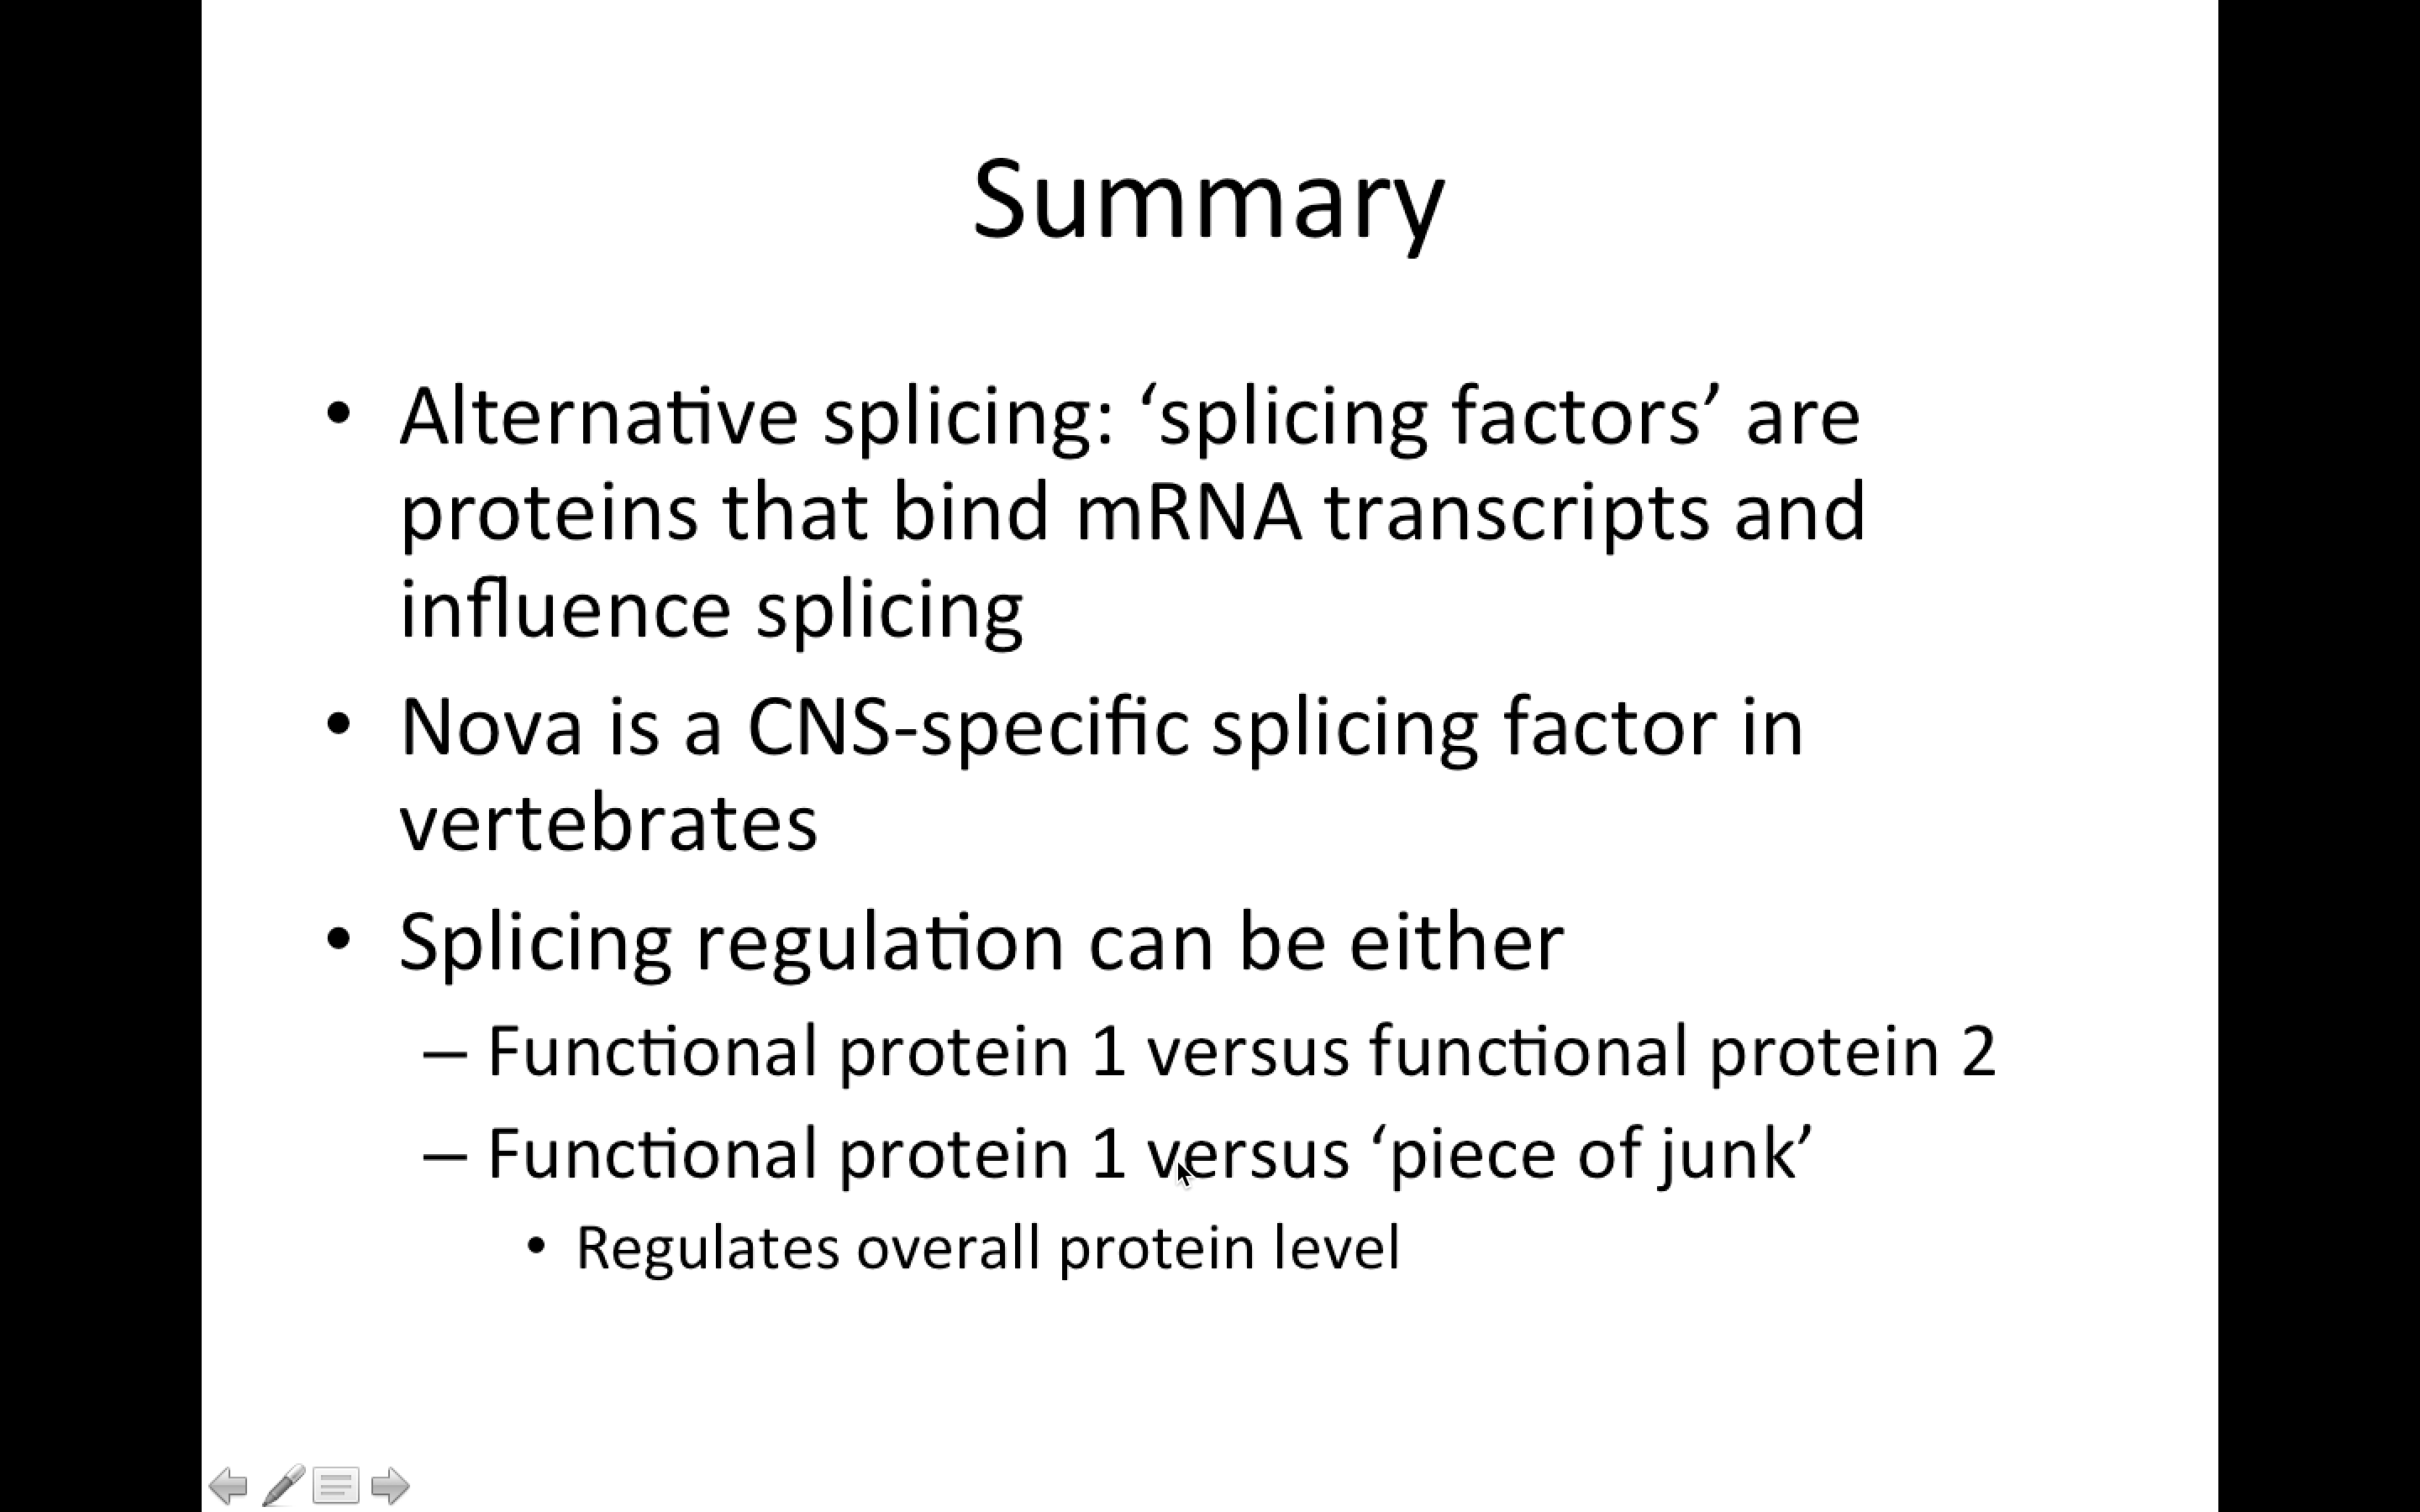 Summary
• Alternative splicing: ‘splicing factors’ are
proteins that bind mRNA transcripts and
influence splicing
• Nova is a CNS-specific splicing factor in
vertebrates
• Splicing regulation can be either
– Functional protein 1 versus functional protein 2
– Functional protein 1 versus ‘piece of junk’
• Regulates overall protein level